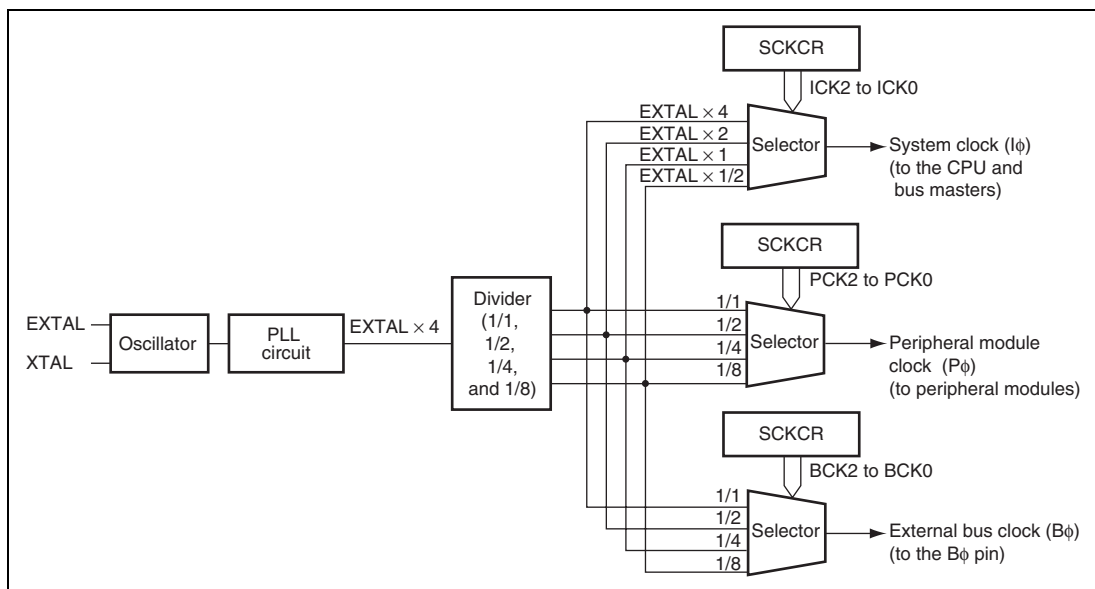 SCKCR
ICK2 to ICK0
EXTAL × 4
EXTAL × 2
EXTAL × 1
EXTAL × 1/2
Selector
System clock (Iϕ)
(to the CPU and
bus masters)
SCKCR
PCK2 to PCK0
EXTAL
XTAL
Oscillator
PLL
circuit
EXTAL × 4
Divider
(1/1,
1/2,
1/4,
and 1/8)
1/1
1/2
1/4
1/8
Selector
Peripheral module
clock (Pϕ)
(to peripheral modules)
SCKCR
BCK2 to BCK0
1/1
1/2
1/4
1/8
Selector
External bus clock (Bϕ)
(to the Bϕ pin)